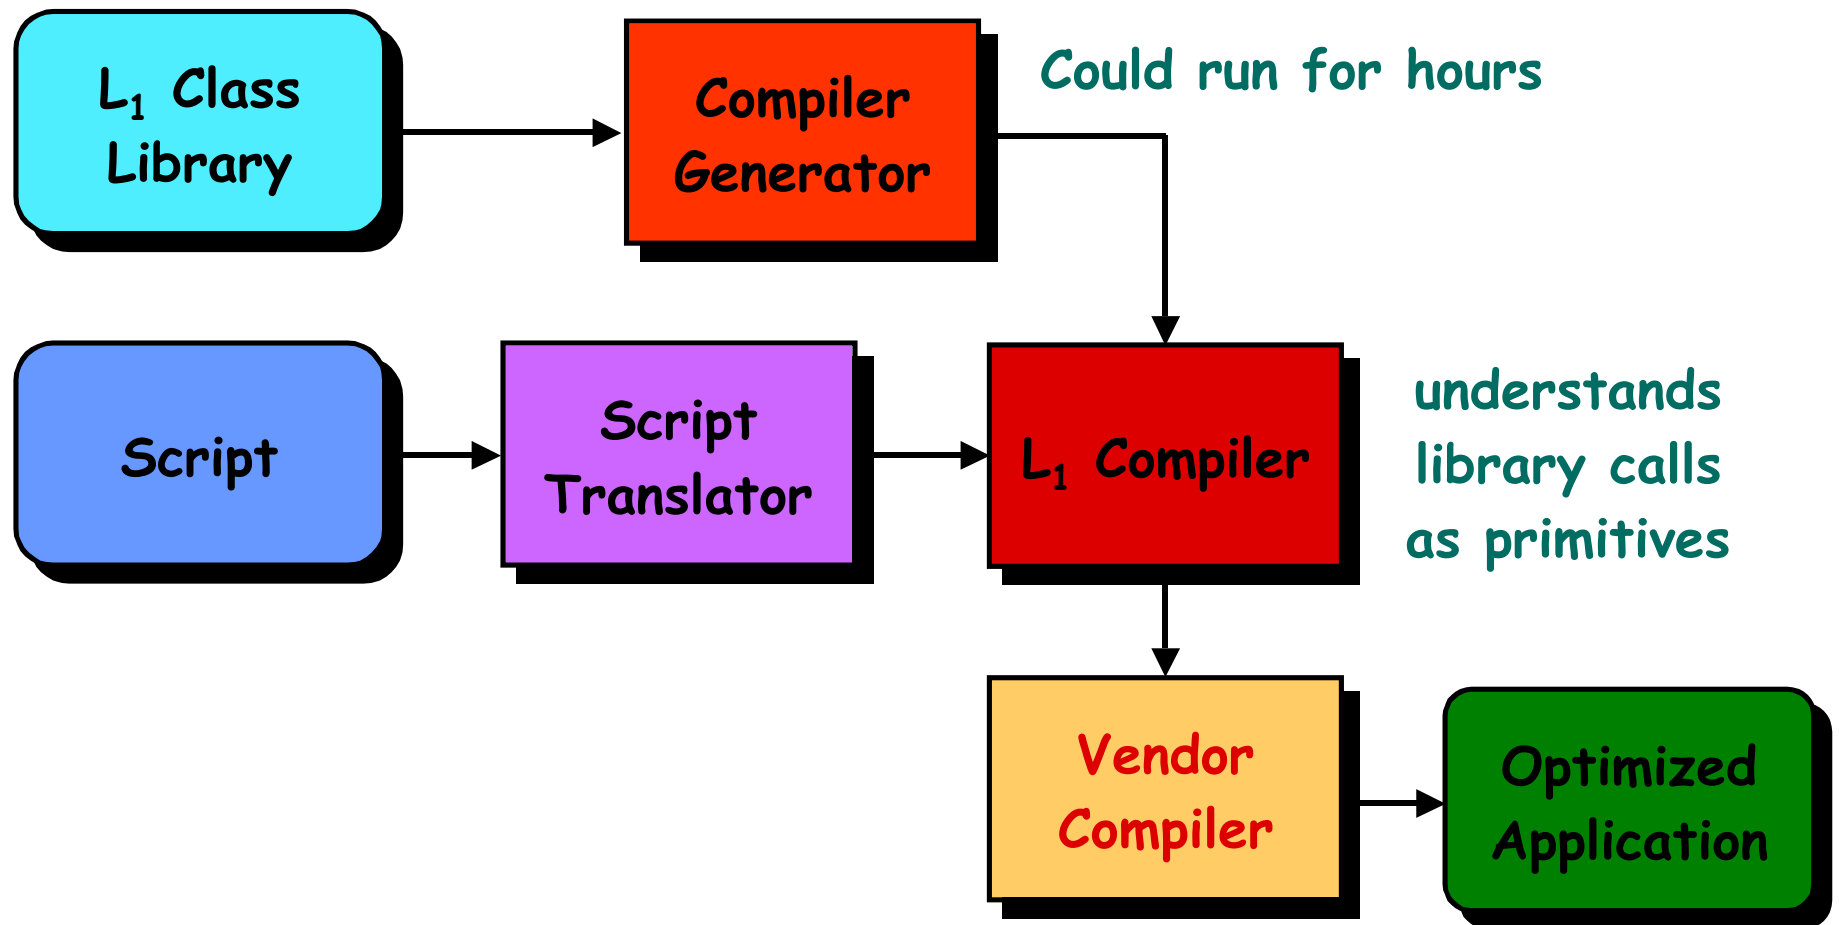 L₁ Class
Library
Compiler
Generator
Could run for hours
Script
Script
Translator
L₁ Compiler
understands
library calls
as primitives
Vendor
Compiler
Optimized
Application